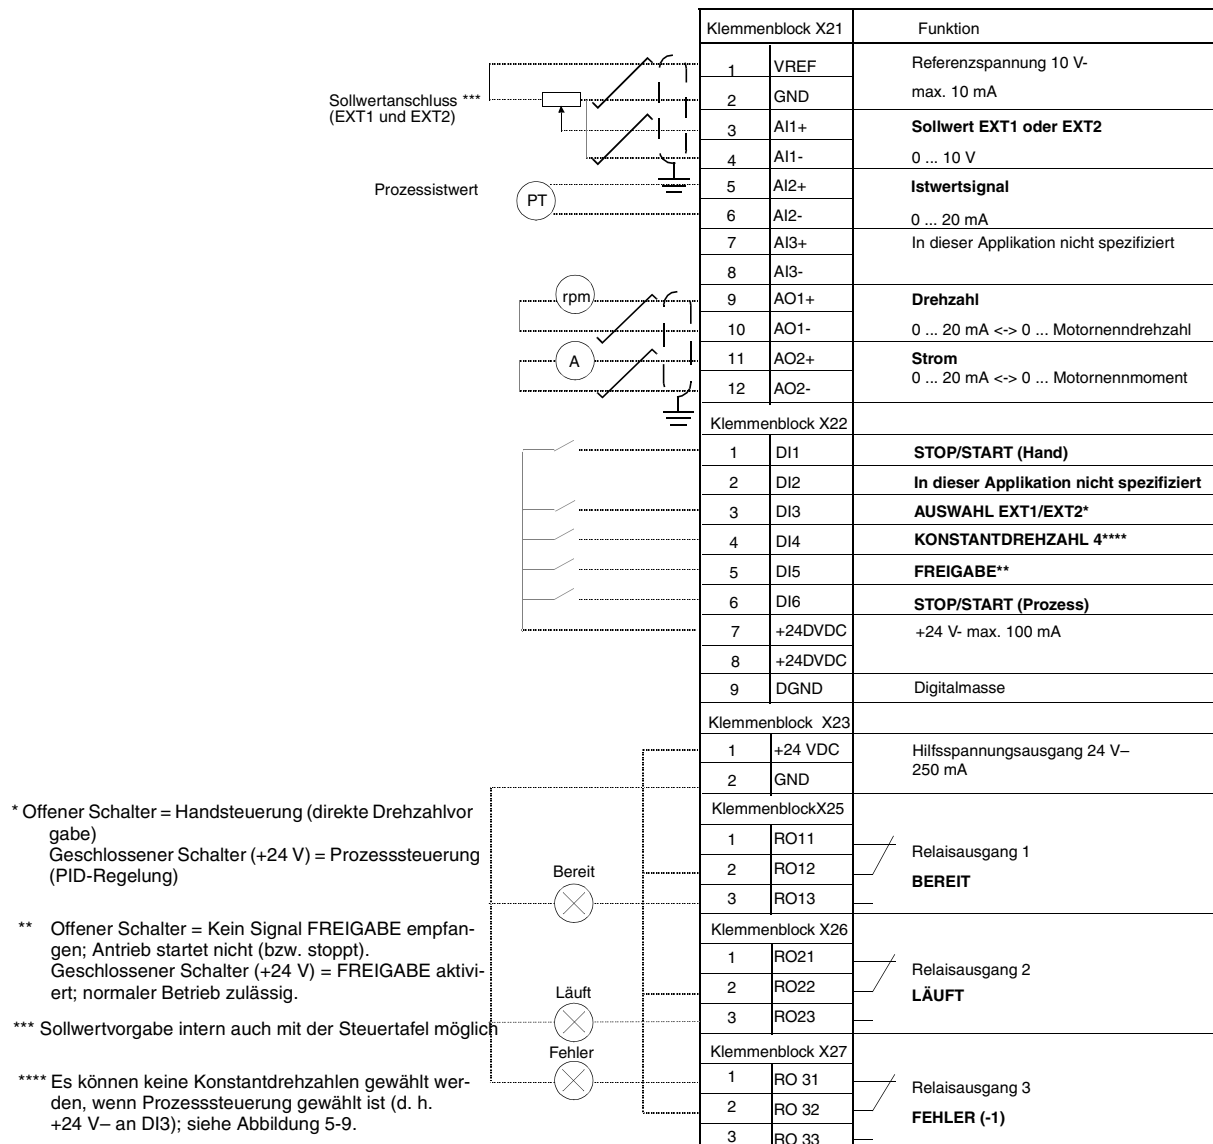 Klemmenblock X21 Funktion
1 VREF Referenzspannung 10 V-
2 GND max. 10 mA
Sollwertanschluss ***
(EXT1 und EXT2)
3 AI1+ Sollwert EXT1 oder EXT2
4 AI1- 0 ... 10 V
Prozessistwert
PT
5 AI2+ Istwertsignal
6 AI2- 0 ... 20 mA
7 AI3+ In dieser Applikation nicht spezifiziert
8 AI3-
rpm
9 AO1+ Drehzahl
10 AO1- 0 ... 20 mA <-> 0 ... Motornenndrehzahl
A
11 AO2+ Strom
0 ... 20 mA <-> 0 ... Motornennmoment
12 AO2-
Klemmenblock X22
1 DI1 STOP/START (Hand)
2 DI2 In dieser Applikation nicht spezifiziert
3 DI3 AUSWAHL EXT1/EXT2*
4 DI4 KONSTANTDREHZAHL 4****
5 DI5 FREIGABE**
6 DI6 STOP/START (Prozess)
7 +24DVDC +24 V- max. 100 mA
8 +24DVDC
9 DGND Digitalmasse
Klemmenblock X23
1 +24 VDC Hilfsspannungsausgang 24 V–
250 mA
2 GND
KlemmenblockX25
1 RO11 Relaisausgang 1
2 RO12 BEREIT
3 RO13
Bereit
Klemmenblock X26
1 RO21 Relaisausgang 2
2 RO22 LÄUFT
3 RO23
Läuft
Fehler
Klemmenblock X27
1 RO 31 Relaisausgang 3
2 RO 32 FEHLER (-1)
3 RO 33
* Offener Schalter = Handsteuerung (direkte Drehzahlvor
gabe)
Geschlossener Schalter (+24 V) = Prozesssteuerung
(PID-Regelung)
** Offener Schalter = Kein Signal FREIGABE empfan-
gen; Antrieb startet nicht (bzw. stoppt).
Geschlossener Schalter (+24 V) = FREIGABE aktivi-
ert; normaler Betrieb zulässig.
*** Sollwertvorgabe intern auch mit der Steuertafel möglich
**** Es können keine Konstantdrehzahlen gewählt wer-
den, wenn Prozesssteuerung gewählt ist (d. h.
+24 V– an DI3); siehe Abbildung 5-9.